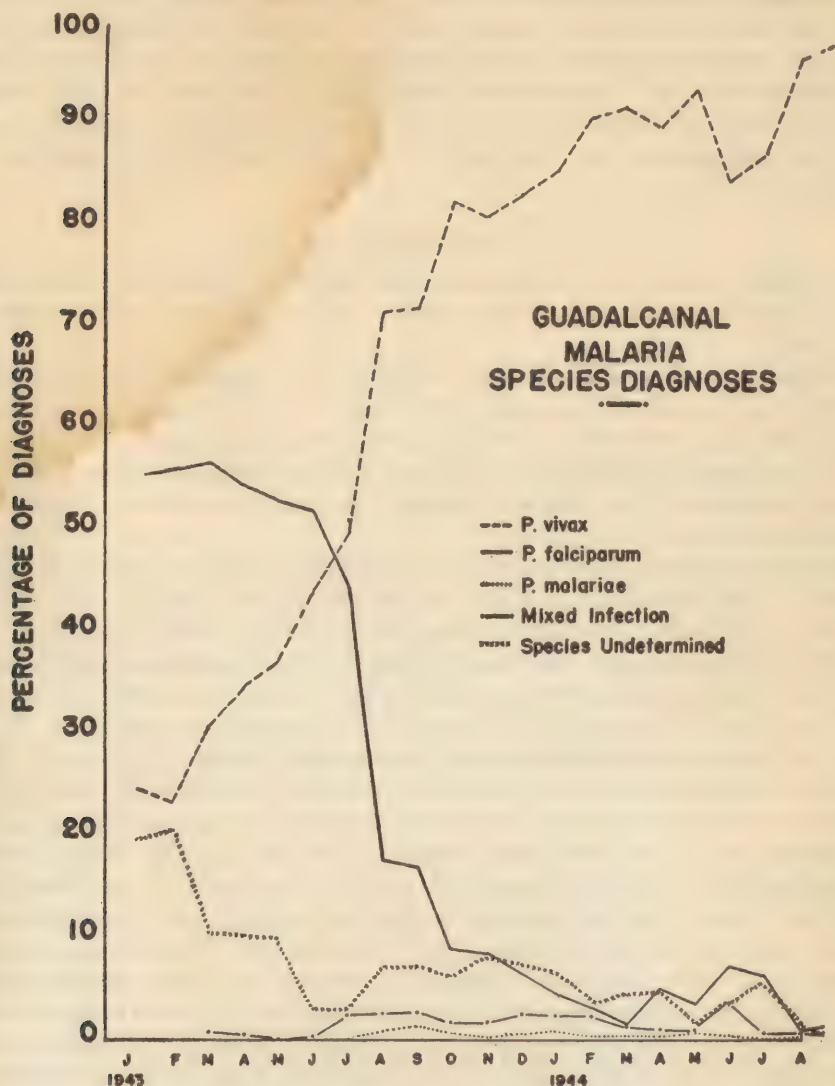 100
90
80
70
60
50
40
30
20
10
0
PERCENTAGE OF DIAGNOSES
GUADALCANAL
MALARIA
SPECIES DIAGNOSES
P. vivax
P. falciparum
P. malariae
Mixed Infection
Species Undetermined
J F M A M J J A S O N D J F M A M J J A
1943 1944